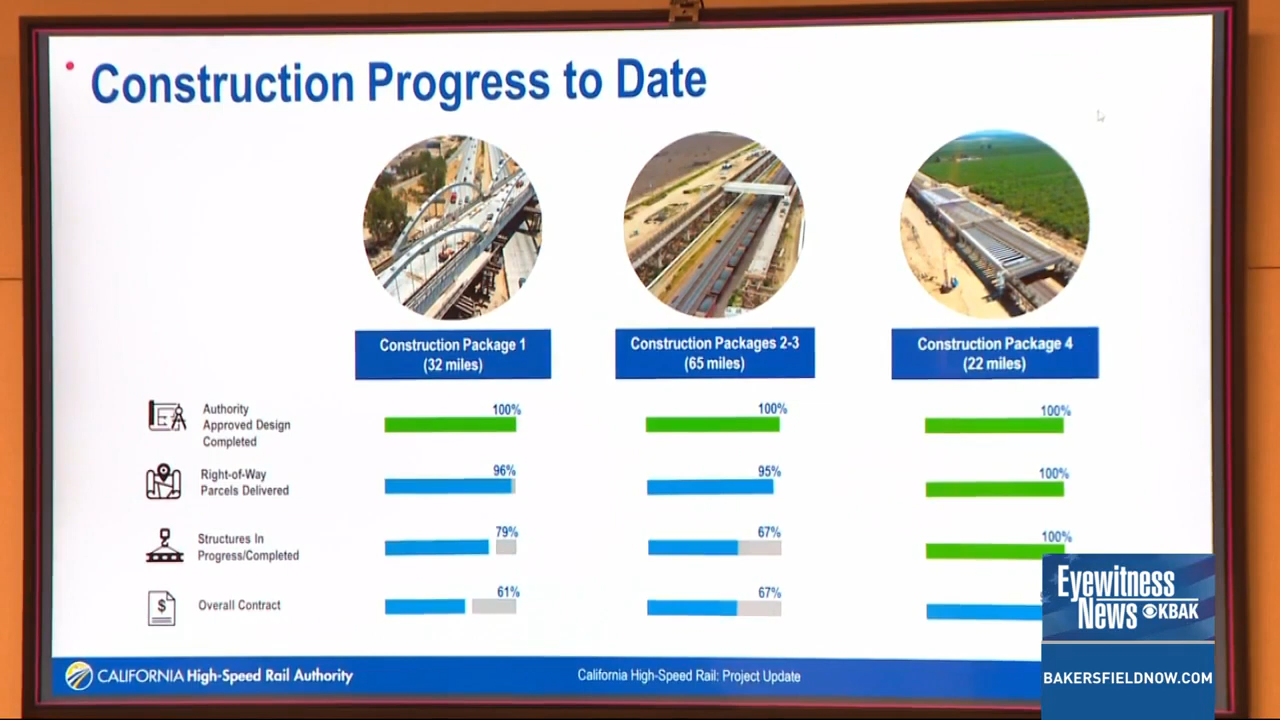 Construction Progress to Date
Construction Package 1
(32 miles)
Construction Packages 2-3
(65 miles)
Construction Package 4
(22 miles)
Authority
Approved Design
Completed
100%
100%
100%
Right-of-Way
Parcels Delivered
96%
95%
100%
Structures In
Progress/Completed
79%
67%
100%
$
Overall Contract
61%
67%
Eyewitness
News KBAK
BAKERSFIELDNOW.COM
CALIFORNIA High-Speed Rail Authority
California High-Speed Rail: Project Update